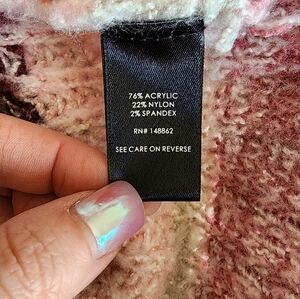 76% ACRYLIC
22% NYLON
2% SPANDEX
RN# 148862
SEE CARE ON REVERSE